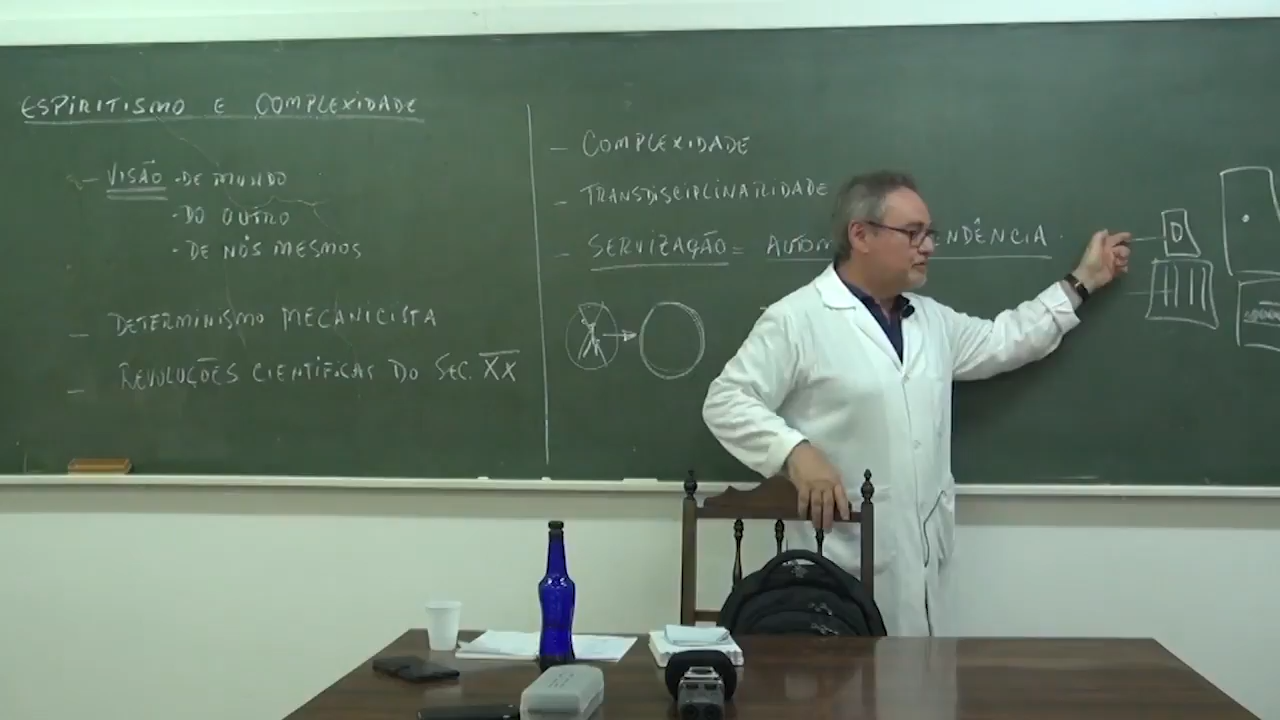 ESPIRITISMO E COMPLEXIDADE
- VISÃO · DE MUNDO
· DO OUTRO
· DE NÓS MESMOS
- DETERMINISMO MECANICISTA
- REVOLUÇÕES CIENTÍFICAS DO SEC. XX
- COMPLEXIDADE
- TRANSDISCIPLINARIDADE
- SERVIZAÇÃO =